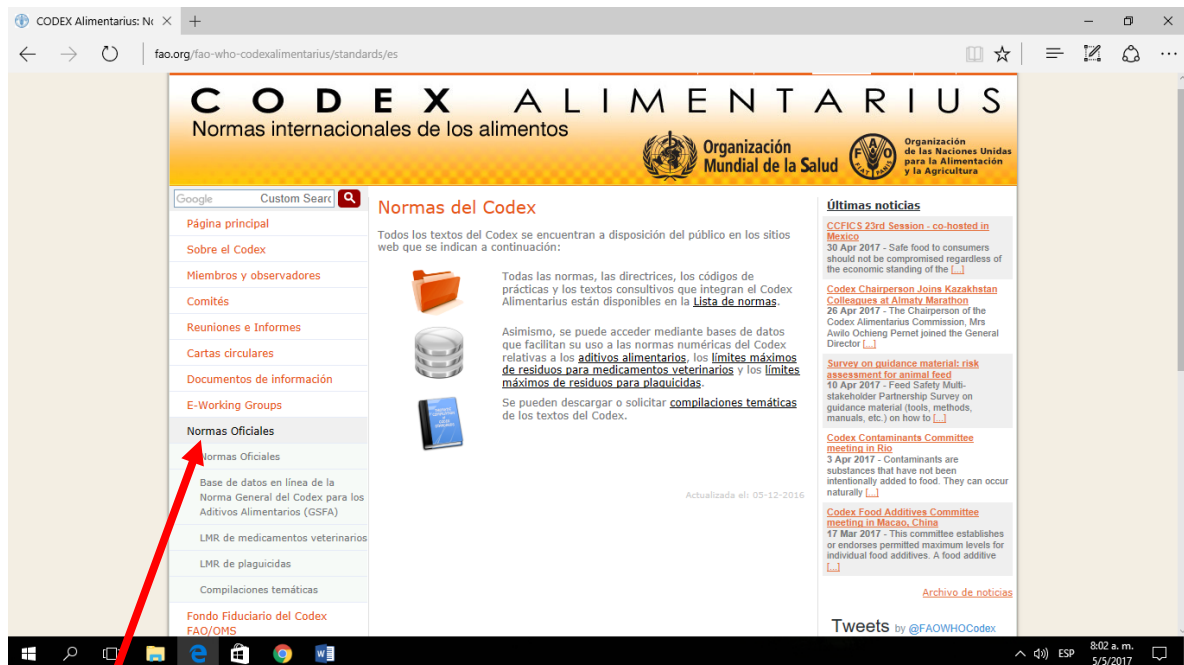 CODEX Alimentarius: No
fao.org/fao-who-codexalimentarius/standards/es
CODEX ALIMENTARIUS
Normas internacionales de los alimentos
Organización
Mundial de la Salud
Organización
de las Naciones Unidas
para la Alimentación
y la Agricultura
Google Custom Searc
Página principal
Sobre el Codex
Miembros y observadores
Comités
Reuniones e Informes
Cartas circulares
Documentos de información
E-Working Groups
Normas Oficiales
Normas Oficiales
Base de datos en línea de la
Norma General del Codex para los
Aditivos Alimentarios (GSFA)
LMR de medicamentos veterinarios
LMR de plaguicidas
Compilaciones temáticas
Fondo Fiduciario del Codex
FAO/OMS
Normas del Codex
Todos los textos del Codex se encuentran a disposición del público en los sitios
web que se indican a continuación:
Todas las normas, las directrices, los códigos de
prácticas y los textos consultivos que integran el Codex
Alimentarius están disponibles en la Lista de normas.
Asimismo, se puede acceder mediante bases de datos
que facilitan su uso a las normas numéricas del Codex
relativas a los aditivos alimentarios, los límites máximos
de residuos para medicamentos veterinarios y los límites
máximos de residuos para plaguicidas.
Se pueden descargar o solicitar compilaciones temáticas
de los textos del Codex.
Actualizada el: 05-12-2016
Últimas noticias
CCFICS 23rd Session - co-hosted in
Mexico
30 Apr 2017 - Safe food to consumers
should not be compromised regardless of
the economic standing of the [...]
Codex Chairperson Joins Kazakhstan
Colleagues at Almaty Marathon
26 Apr 2017 - The Chairperson of the
Codex Alimentarius Commission, Mrs
Awilo Ochieng Pernet joined the General
Director [...]
Survey on guidance material: risk
assessment for animal feed
10 Apr 2017 - Feed Safety Multi-
stakeholder Partnership Survey on
guidance material (tools, methods,
manuals, etc.) on how to [...]
Codex Contaminants Committee
meeting in Rio
3 Apr 2017 - Contaminants are
substances that have not been
intentionally added to food. They can occur
naturally [...]
Codex Food Additives Committee
meeting in Macao, China
17 Mar 2017 - This committee establishes
or endorses permitted maximum levels for
individual food additives. A food additive
[...]
Archivo de noticias
Tweets by @FAOWHOCodex
ESP
8:02 a. m.
5/5/2017